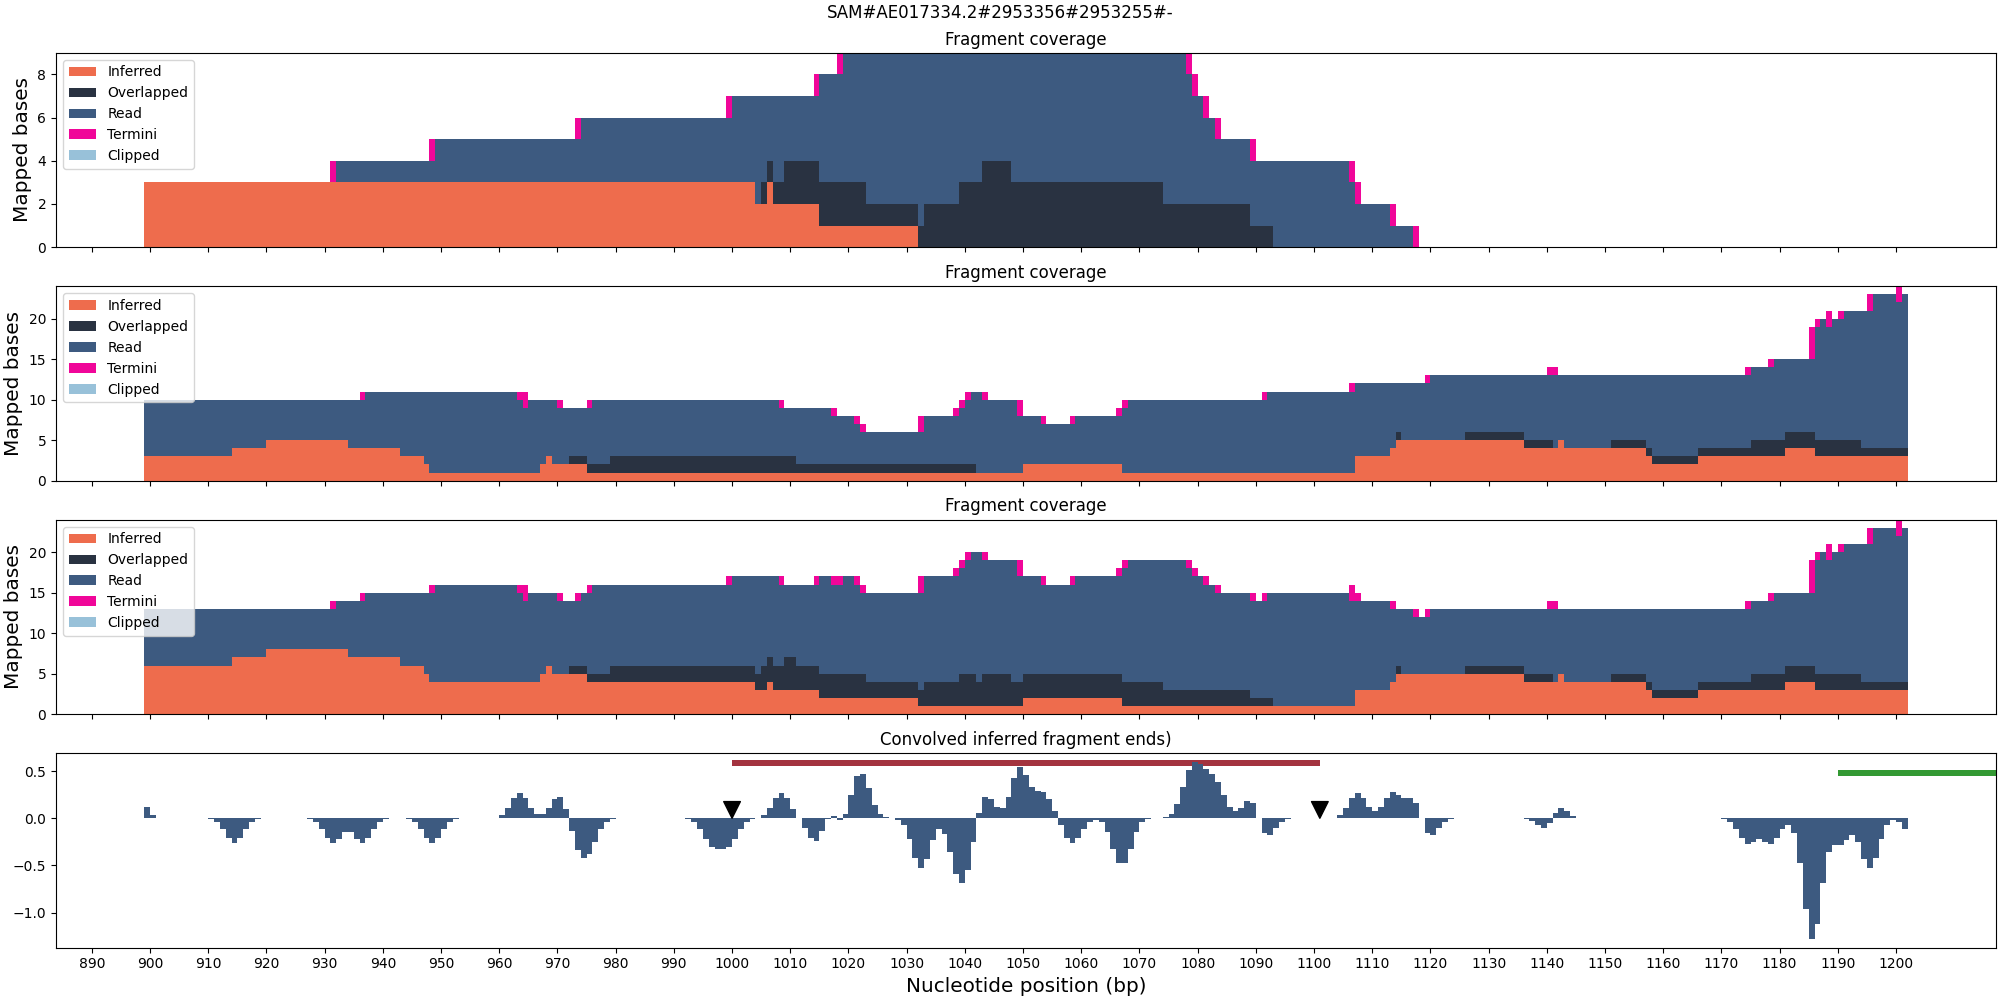 SAM#AE017334.2#2953356#2953255#-
Fragment coverage
Mapped bases
8
6
4
2
0
Inferred
Overlapped
Read
Termini
Clipped
Fragment coverage
Mapped bases
20
15
10
5
0
Inferred
Overlapped
Read
Termini
Clipped
Fragment coverage
Mapped bases
20
15
10
5
0
Inferred
Overlapped
Read
Termini
Clipped
Convolved inferred fragment ends)
0.5
0.0
−0.5
−1.0
890 900 910 920 930 940 950 960 970 980 990 1000 1010 1020 1030 1040 1050 1060 1070 1080 1090 1100 1110 1120 1130 1140 1150 1160 1170 1180 1190 1200
Nucleotide position (bp)